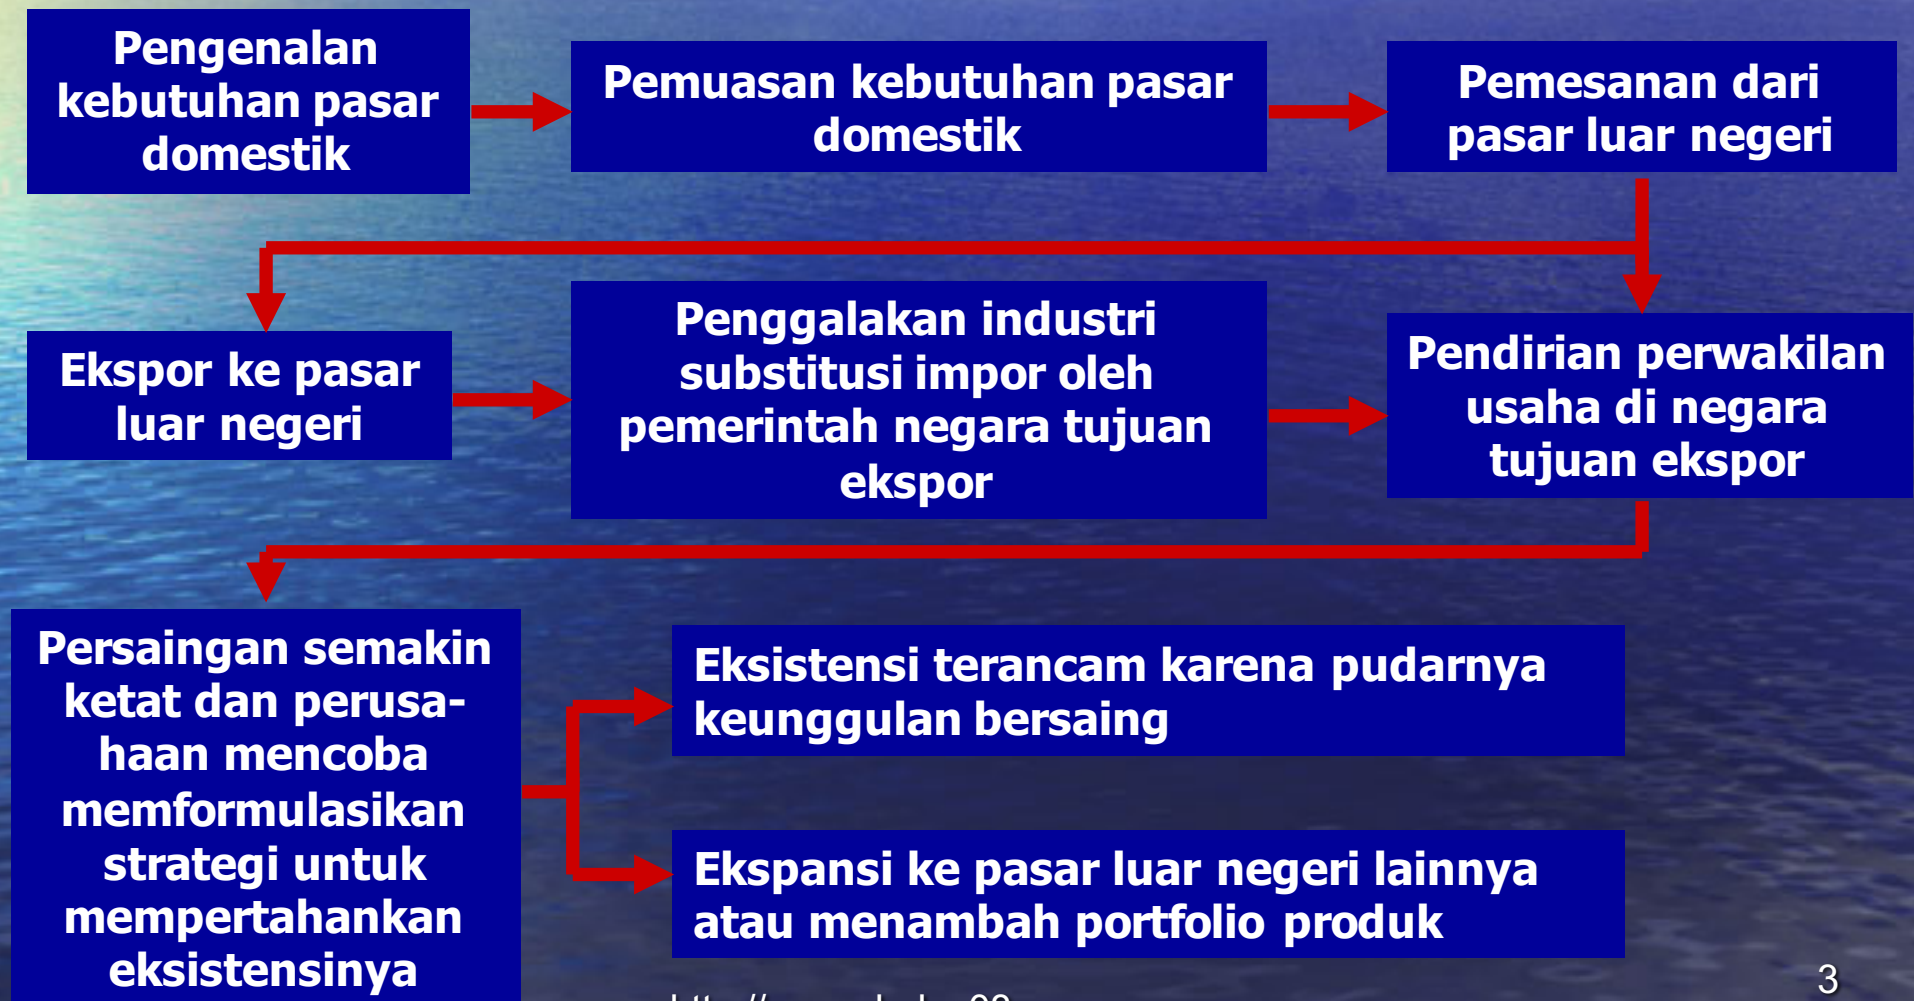 Pengenalan
kebutuhan pasar
domestik
Pemuasan kebutuhan pasar
domestik
Pemesanan dari
pasar luar negeri
Ekspor ke pasar
luar negeri
Penggalakan industri
substitusi impor oleh
pemerintah negara tujuan
ekspor
Pendirian perwakilan
usaha di negara
tujuan ekspor
Persaingan semakin
ketat dan perusa-
haan mencoba
memformulasikan
strategi untuk
mempertahankan
eksistensinya
Eksistensi terancam karena pudarnya
keunggulan bersaing
Ekspansi ke pasar luar negeri lainnya
atau menambah portfolio produk
3